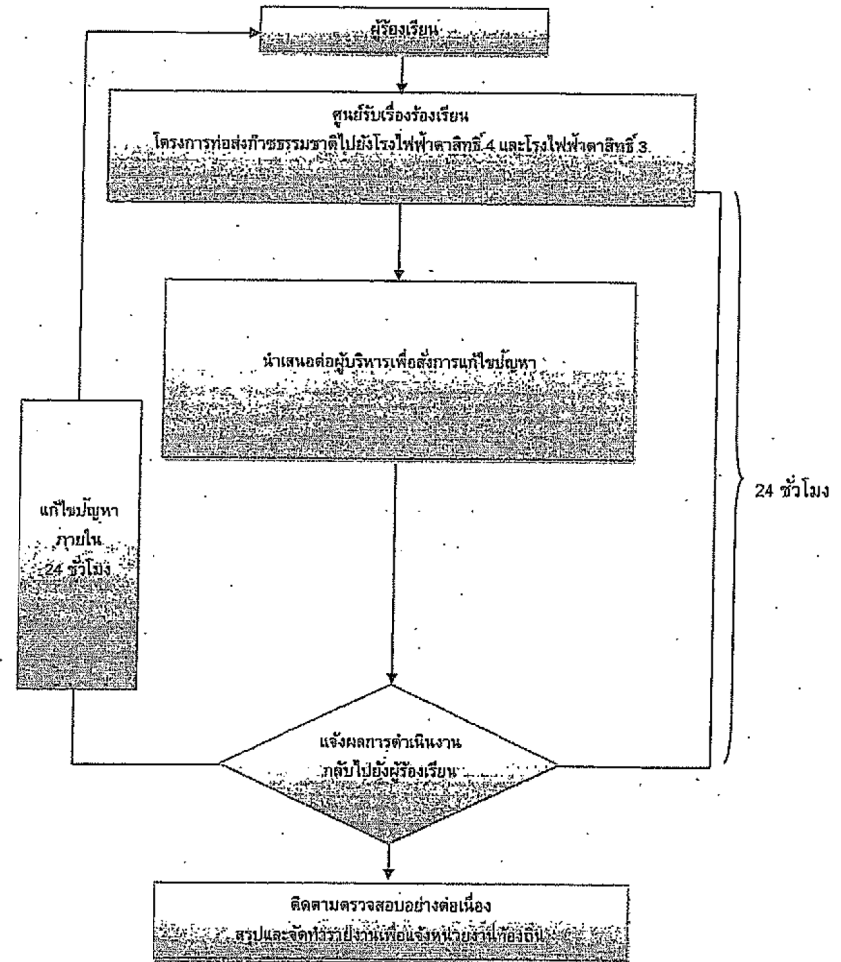 ผู้ร้องเรียน
ศูนย์รับเรื่องร้องเรียน
โครงการท่อส่งก๊าซธรรมชาติไปยังโรงไฟฟ้าตาสิทธิ์ 4 และโรงไฟฟ้าตาสิทธิ์ 3
นำเสนอต่อผู้บริหารเพื่อสั่งการแก้ไขปัญหา
แก้ไขปัญหา
ภายใน
24 ชั่วโมง
24 ชั่วโมง
แจ้งผลการดำเนินงาน
กลับไปยังผู้ร้องเรียน
ติดตามตรวจสอบอย่างต่อเนื่อง
สรุปและจัดทำรายงานเพื่อแจ้งหน่วยงานท้องถิ่น